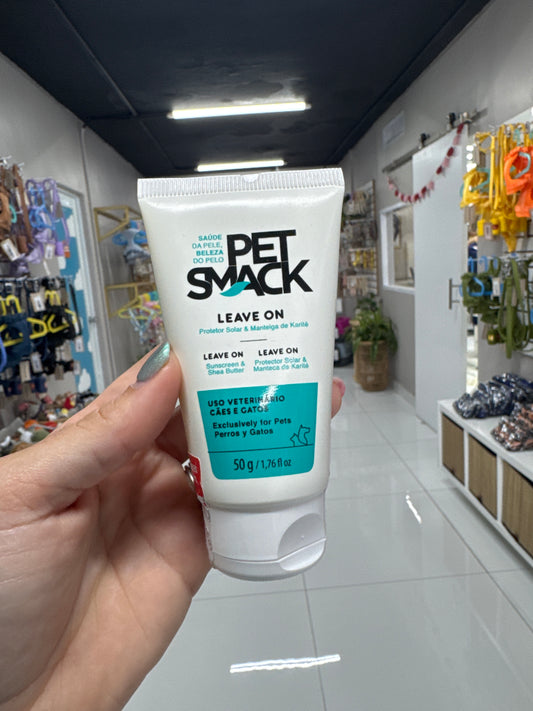 SAÚDE
DA PELE,
BELEZA
DO PELO
PET
SMACK
LEAVE ON
Protetor Solar & Manteiga de Karité
LEAVE ON
Sunscreen &
Shea Butter
LEAVE ON
Protector Solar &
Manteca de Karité
USO VETERINÁRIO
CÃES E GATOS
Exclusively for Pets
Perros y Gatos
50 g / 1,76 fl oz